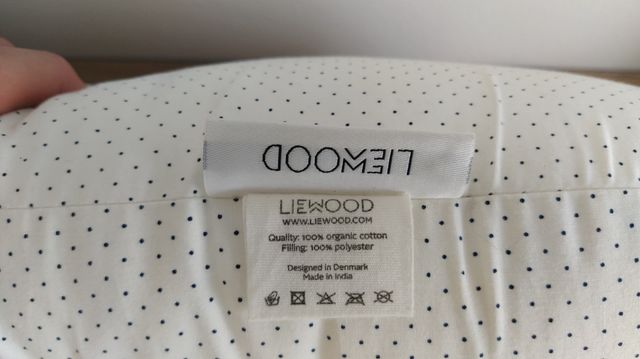 LIEWOOD
LIEWOOD
WWW.LIEWOOD.COM
Quality: 100% organic cotton
Filling: 100% polyester
Designed in Denmark
Made in India